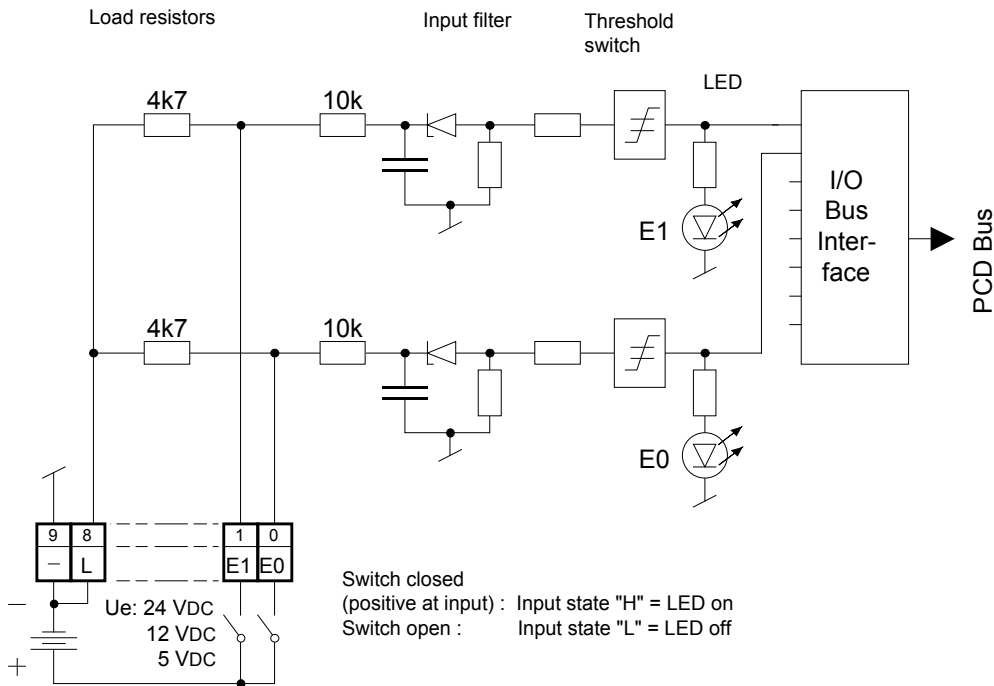 Load resistors
Input filter
Threshold
switch
LED
4k7
10k
E1
I/O
Bus
Inter-
face
PCD Bus
4k7
10k
E0
9 8 1 0
– L E1 E0
Switch closed
(positive at input) : Input state "H" = LED on
Switch open : Input state "L" = LED off
–
Ue: 24 VDC
12 VDC
5 VDC
+